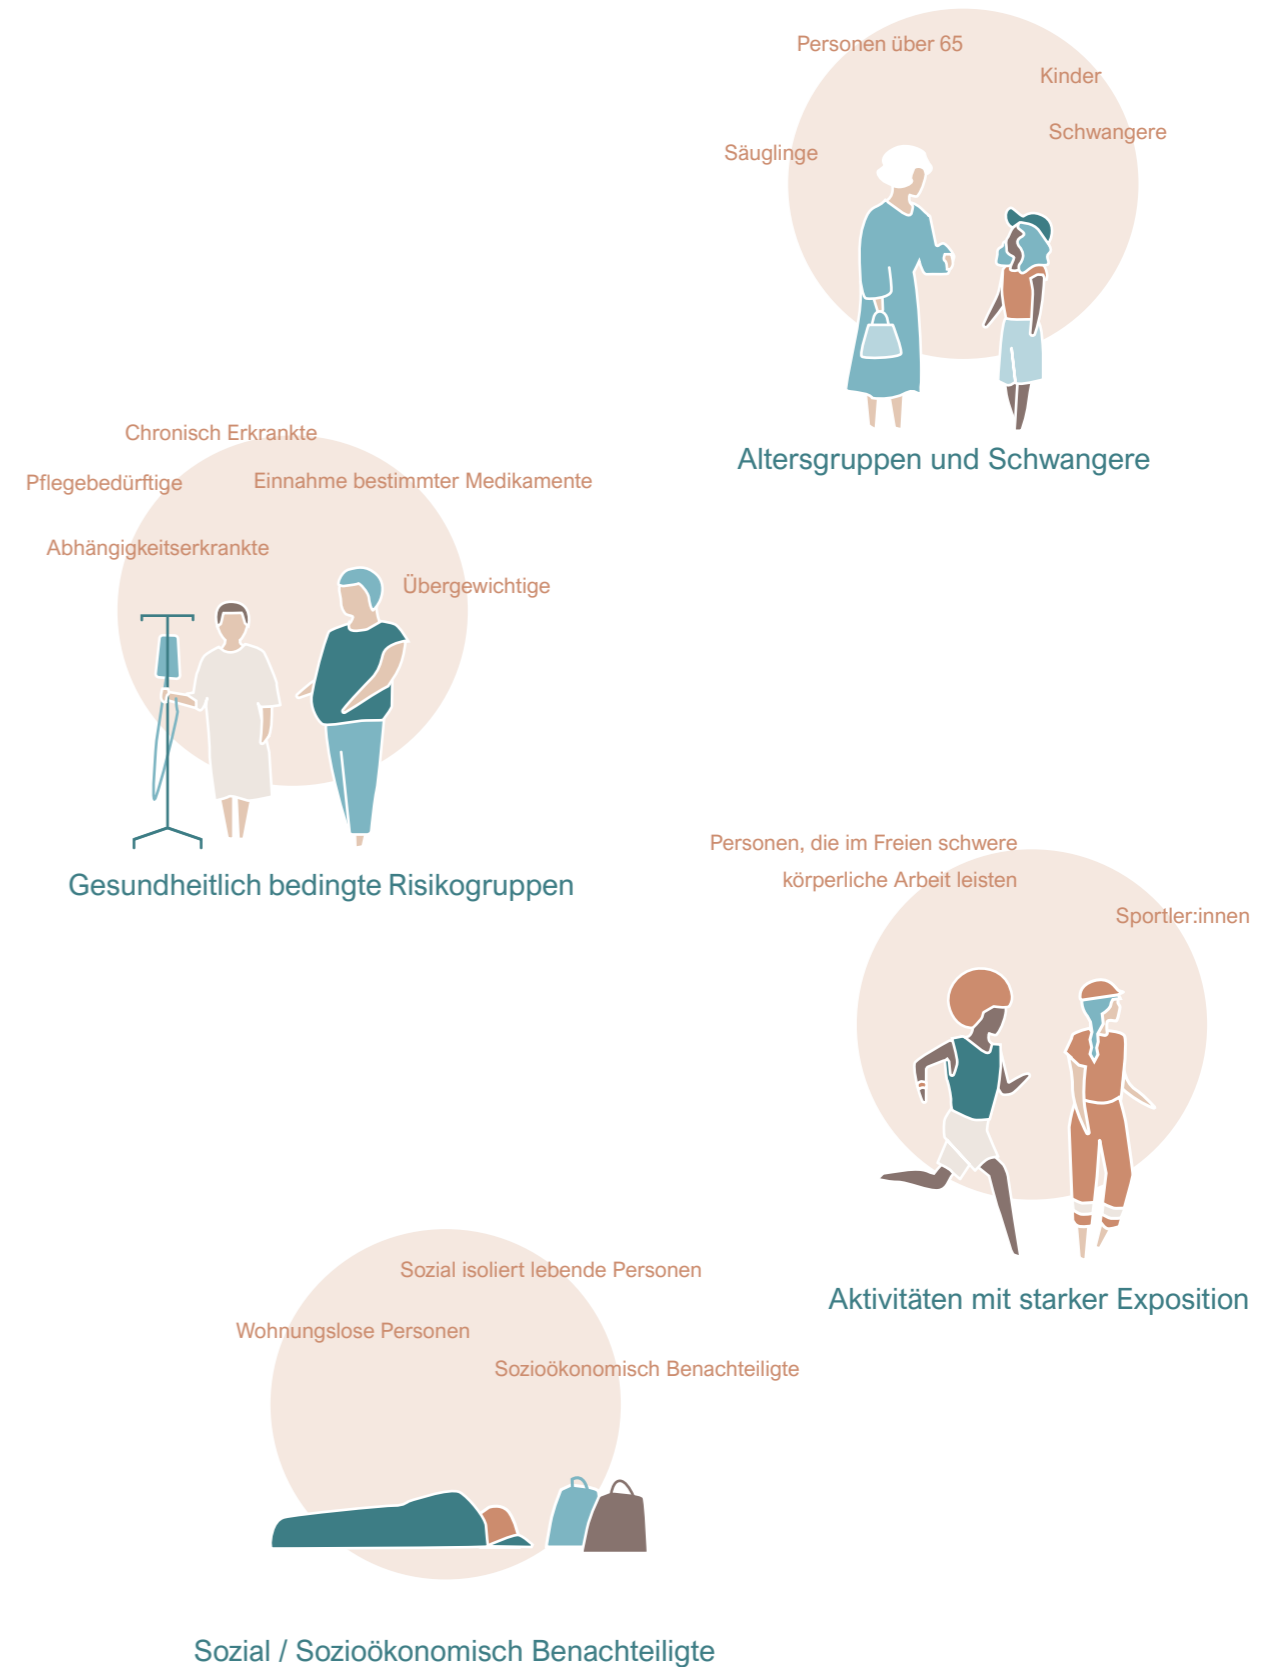 Personen über 65
Kinder
Schwangere
Säuglinge
Altersgruppen und Schwangere
Chronisch Erkrankte
Pflegebedürftige
Einnahme bestimmter Medikamente
Abhängigkeitserkrankte
Übergewichtige
Gesundheitlich bedingte Risikogruppen
Personen, die im Freien schwere
körperliche Arbeit leisten
Sportler:innen
Aktivitäten mit starker Exposition
Sozial isoliert lebende Personen
Wohnungslose Personen
Sozioökonomisch Benachteiligte
Sozial / Sozioökonomisch Benachteiligte